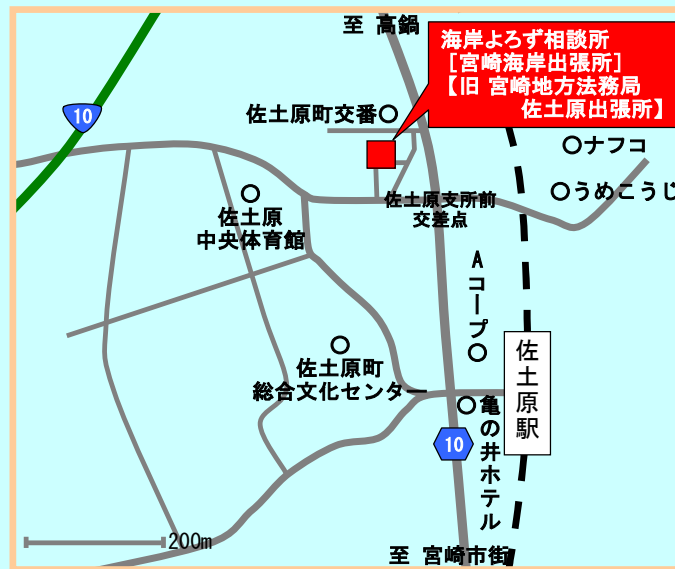 至 高鍋
海岸よろず相談所
［宮崎海岸出張所］
【旧 宮崎地方法務局
佐土原出張所】
10
佐土原町交番
ナフコ
うめこうじ
佐土原支所前
交差点
佐土原
中央体育館
Aコープ
佐土原駅
佐土原町
総合文化センター
亀の井ホテル
10
200m
至 宮崎市街